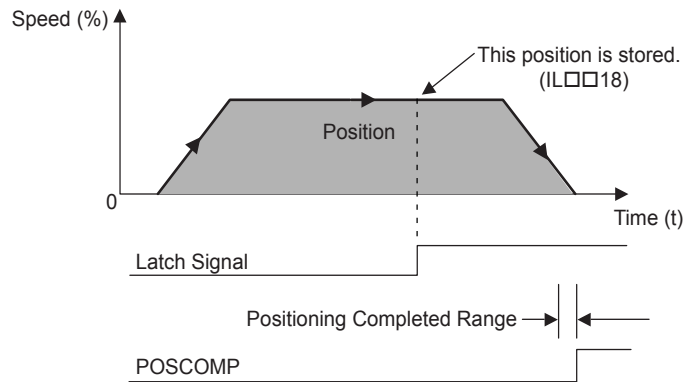 Speed (%)
This position is stored.
(IL□□18)
Position
0
Time (t)
Latch Signal
Positioning Completed Range
POSCOMP